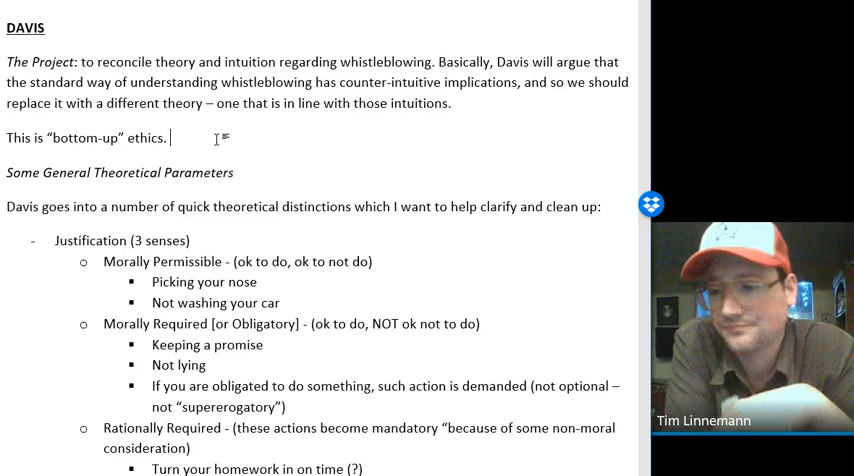 DAVIS
The Project: to reconcile theory and intuition regarding whistleblowing. Basically, Davis will argue that
the standard way of understanding whistleblowing has counter-intuitive implications, and so we should
replace it with a different theory – one that is in line with those intuitions.
This is “bottom-up” ethics.
Some General Theoretical Parameters
Davis goes into a number of quick theoretical distinctions which I want to help clarify and clean up:
- Justification (3 senses)
o Morally Permissible - (ok to do, ok to not do)
▪ Picking your nose
▪ Not washing your car
o Morally Required [or Obligatory] - (ok to do, NOT ok not to do)
▪ Keeping a promise
▪ Not lying
▪ If you are obligated to do something, such action is demanded (not optional –
not “supererogatory”)
o Rationally Required - (these actions become mandatory “because of some non-moral
consideration)
▪ Turn your homework in on time (?)
Tim Linnemann